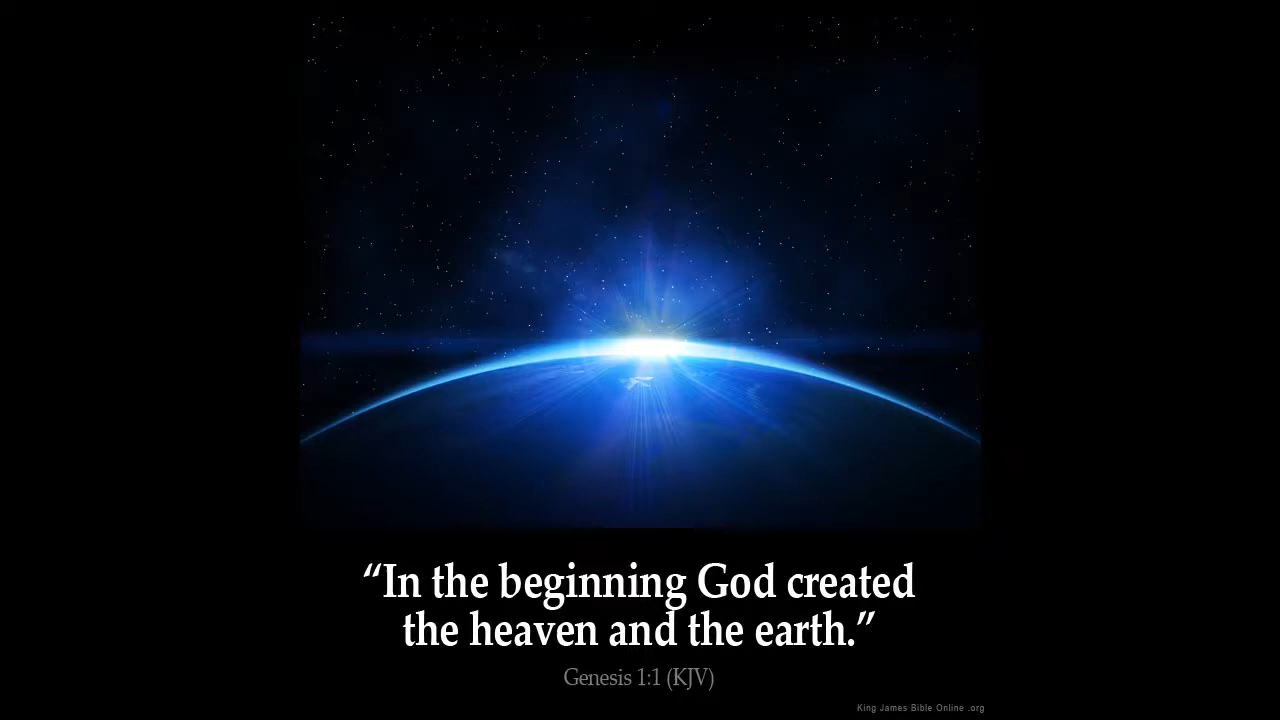 “In the beginning God created
the heaven and the earth.”
Genesis 1:1 (KJV)
King James Bible Online .org